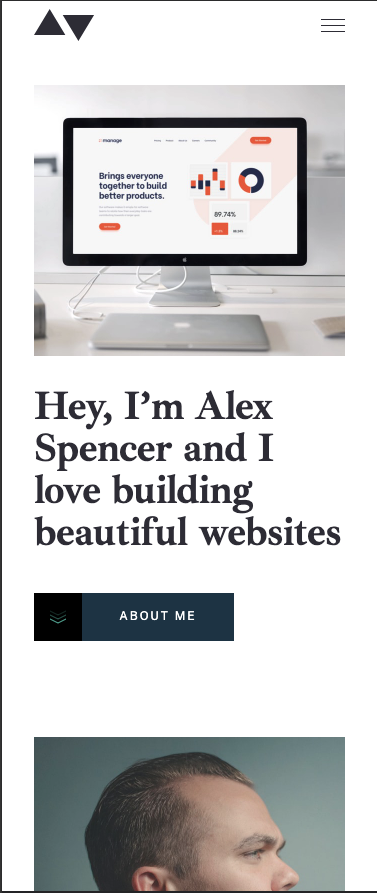 manage
Brings everyone
together to build
better products.
89.74%
Hey, I’m Alex
Spencer and I
love building
beautiful websites
ABOUT ME